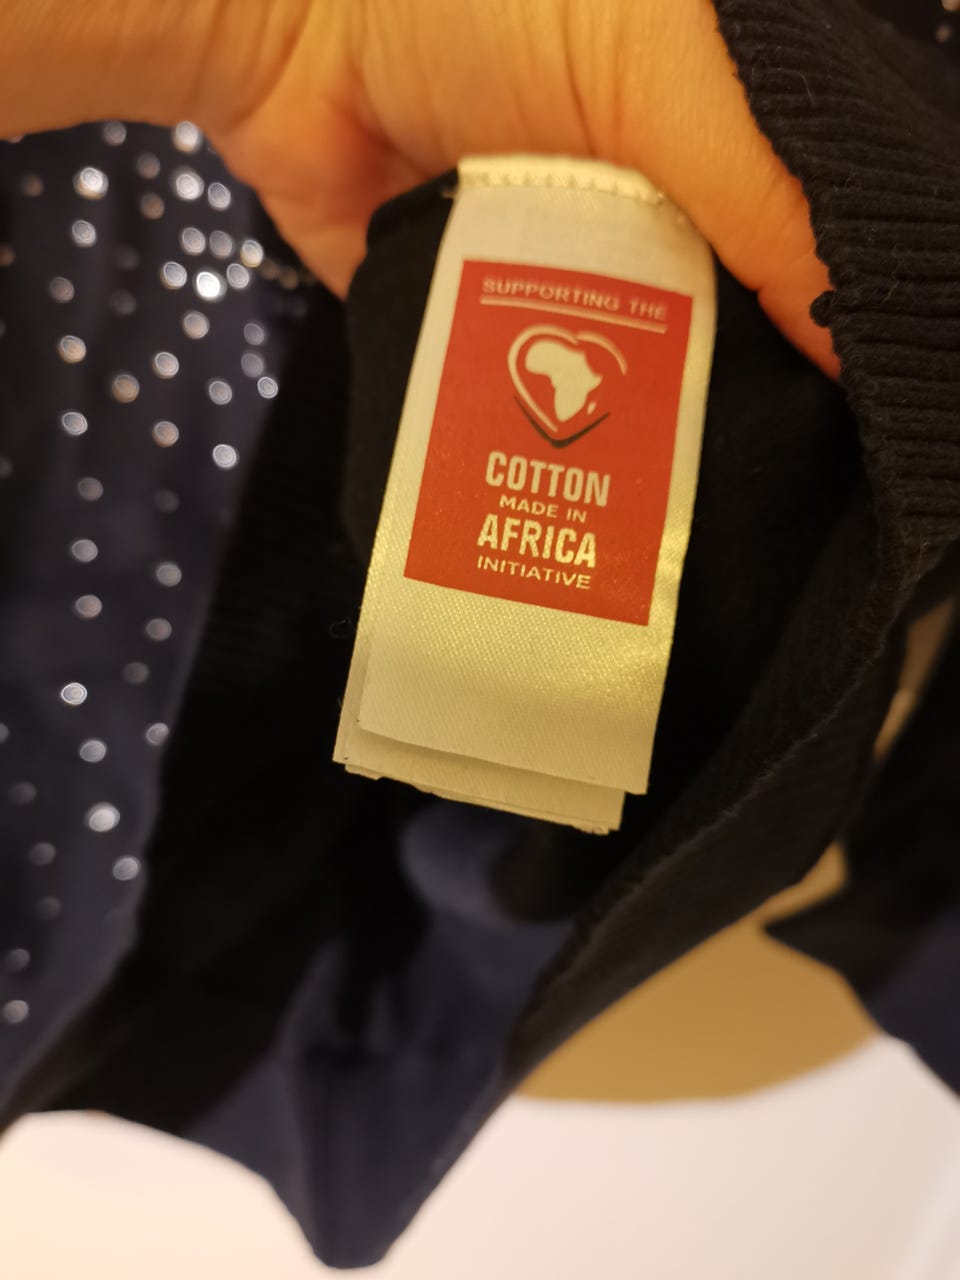 SUPPORTING THE
COTTON
MADE IN
AFRICA
INITIATIVE